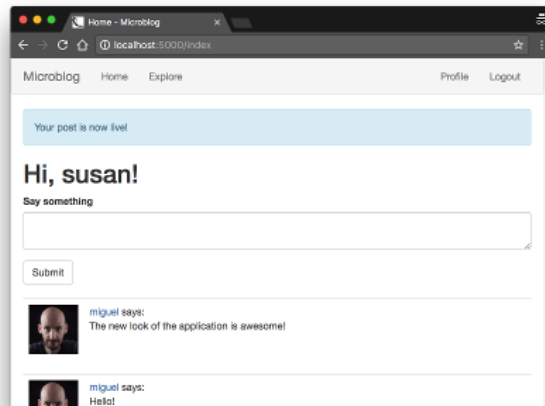 Home - Microblog
localhost:5000/index
Microblog Home Explore Profile Logout
Your post is now live!
Hi, susan!
Say something
Submit
miguel says:
The new look of the application is awesome!
miguel says:
Hello!